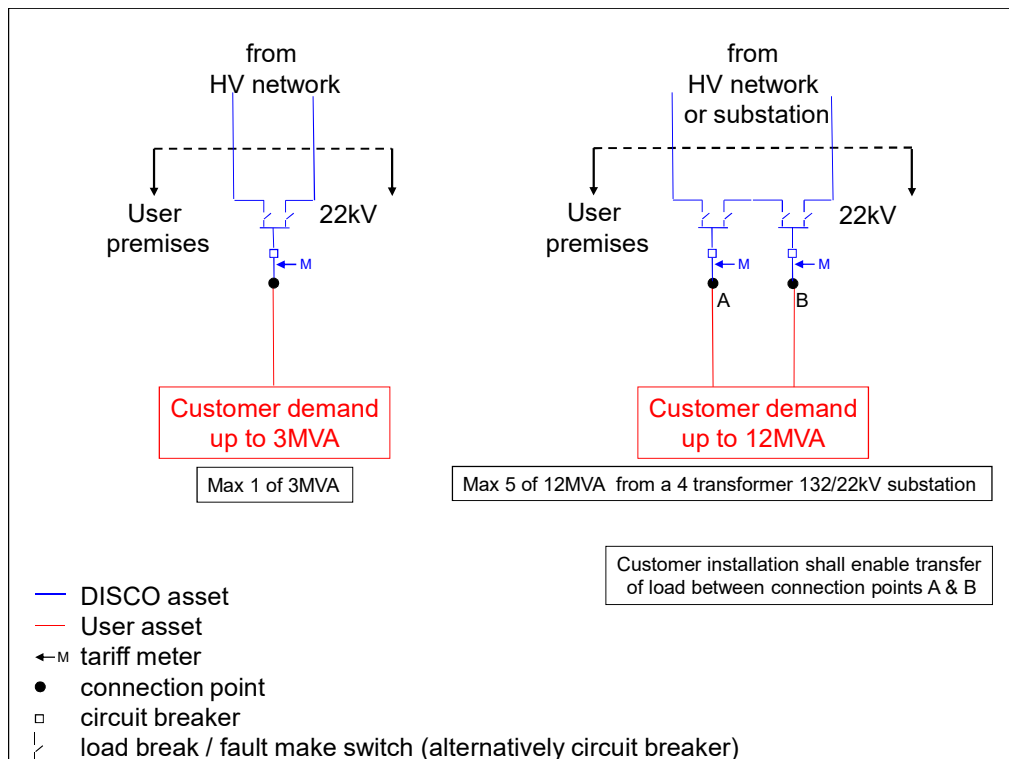 from
HV network
User
premises
22kV
M
Customer demand
up to 3MVA
Max 1 of 3MVA
from
HV network
or substation
User
premises
22kV
M
M
A
B
Customer demand
up to 12MVA
Max 5 of 12MVA from a 4 transformer 132/22kV substation
Customer installation shall enable transfer
of load between connection points A & B
DISCO asset
User asset
M tariff meter
connection point
circuit breaker
load break / fault make switch (alternatively circuit breaker)